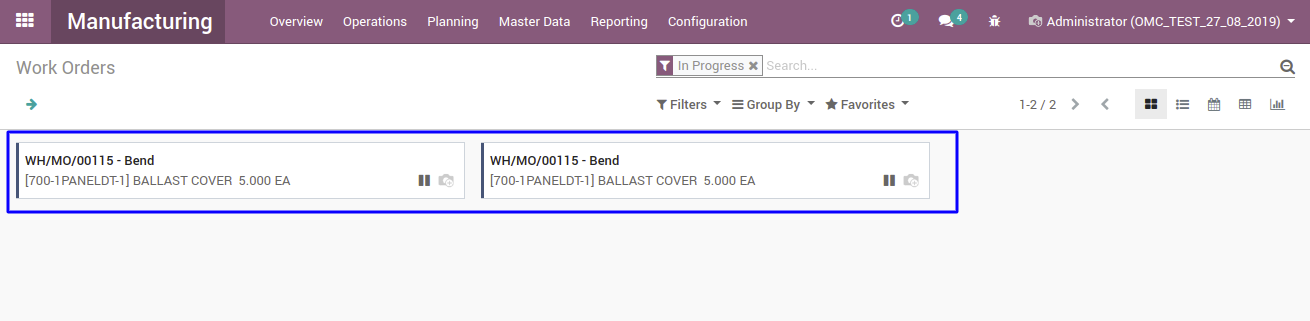 Manufacturing Overview Operations Planning Master Data Reporting Configuration 1 4 Administrator (OMC_TEST_27_08_2019)
Work Orders In Progress Search...
Filters Group By Favorites 1-2 / 2
WH/MO/00115 - Bend
[700-1PANELDT-1] BALLAST COVER 5.000 EA
WH/MO/00115 - Bend
[700-1PANELDT-1] BALLAST COVER 5.000 EA